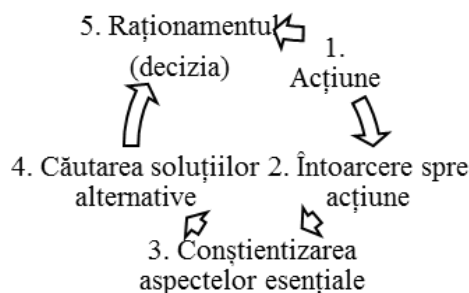 5. Raționamentul
(decizia)
1.
Acțiune
4. Căutarea soluțiilor
alternative
2. Întoarcere spre
acțiune
3. Conștientizarea
aspectelor esențiale